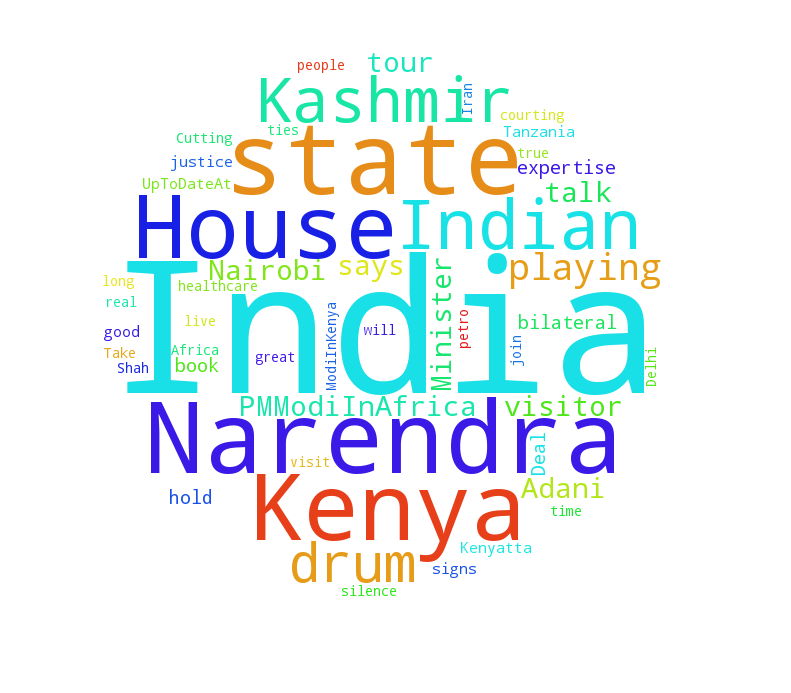 people
tour
Kashmir
Iran
courting
Cutting
ties
state
Tanzania
true
justice
expertise
UpToDateAt
talk
House
Indian
Nairobi
says
Minister
playing
long
healthcare
India
real
live
will
ModiInKenya
petro
bilateral
good
Take
Africa
great
join
Shah
book
Delhi
PMModiInAfrica
visitor
Narendra
visit
Deal
Kenya
Adani
hold
time
drum
Kenyatta
signs
silence